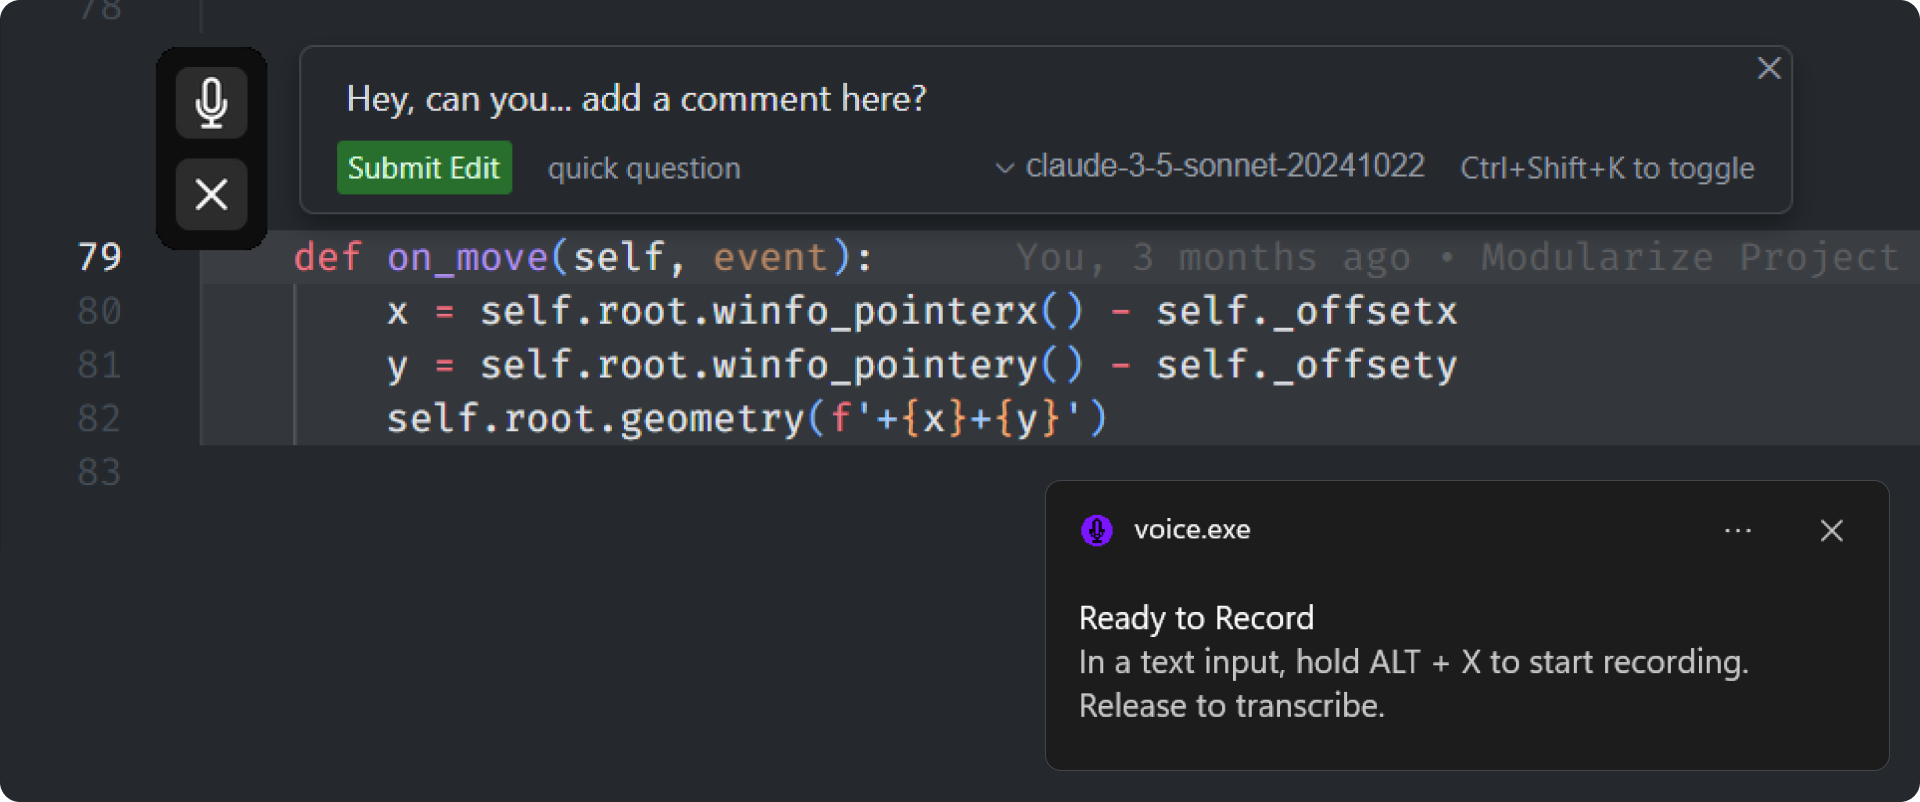 78
Hey, can you... add a comment here?
Submit Edit quick question claude-3-5-sonnet-20241022 Ctrl+Shift+K to toggle
79 def on_move(self, event): You, 3 months ago • Modularize Project
80 x = self.root.winfo_pointerx() - self._offsetx
81 y = self.root.winfo_pointery() - self._offsety
82 self.root.geometry(f'+{x}+{y}')
83
voice.exe
Ready to Record
In a text input, hold ALT + X to start recording.
Release to transcribe.